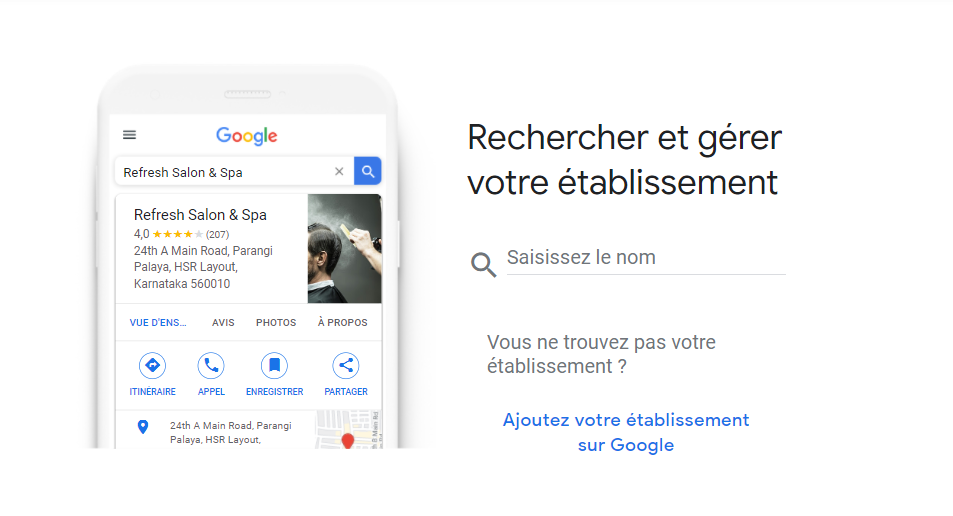 Google
Refresh Salon & Spa
Refresh Salon & Spa
4,0 (207)
24th A Main Road, Parangi
Palaya, HSR Layout,
Karnataka 560010
VUE D'ENS... AVIS PHOTOS À PROPOS
ITINÉRAIRE APPEL ENREGISTRER PARTAGER
24th A Main Road, Parangi
Palaya, HSR Layout,
Rechercher et gérer
votre établissement
Saisissez le nom
Vous ne trouvez pas votre
établissement ?
Ajoutez votre établissement
sur Google